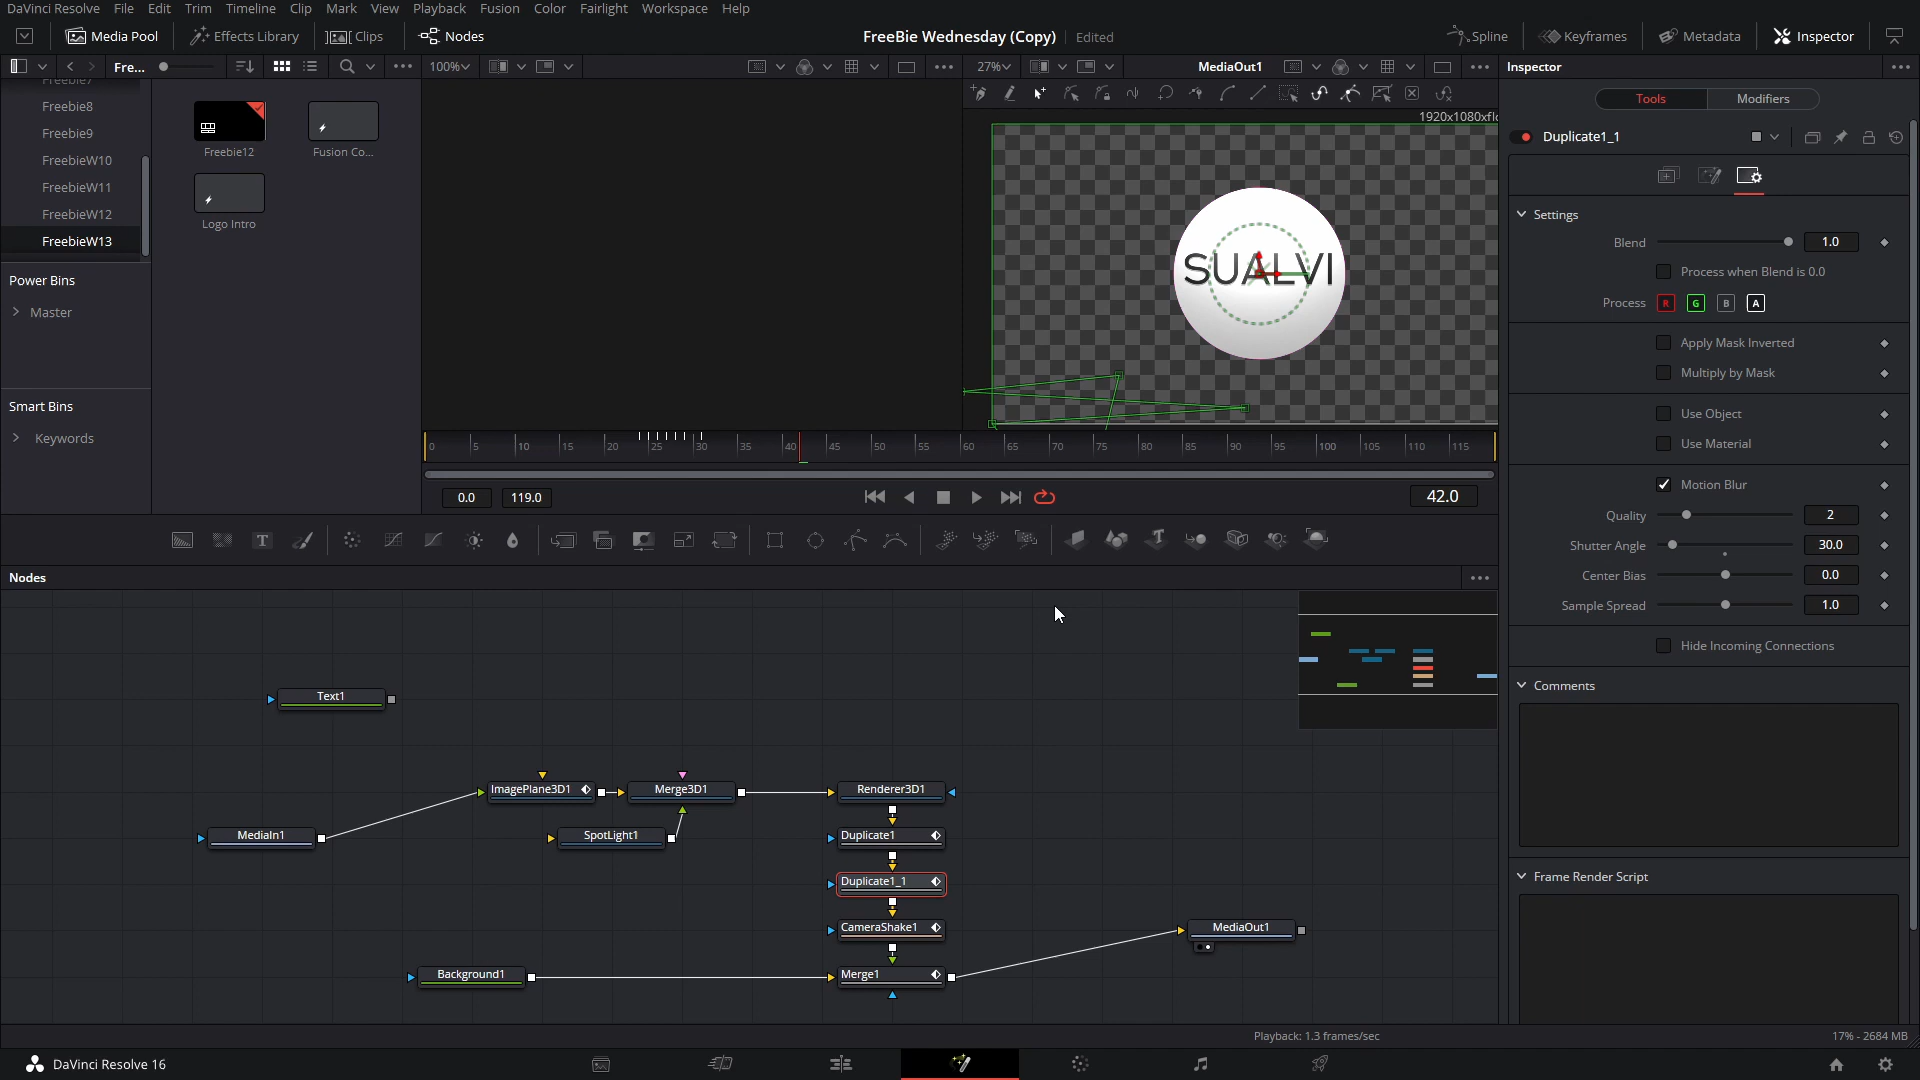 DaVinci Resolve File Edit Trim Timeline Clip Mark View Playback Fusion Color Fairlight Workspace Help
Media Pool Effects Library Clips Nodes FreeBie Wednesday (Copy) Edited Spline Keyframes Metadata Inspector
Fre... 100% 27% MediaOut1 Inspector
Freebie7
Freebie8
Freebie9
FreebieW10
FreebieW11
FreebieW12
FreebieW13
Power Bins
Master
Smart Bins
Keywords
Freebie12 Fusion Co...
Logo Intro
1920x1080xflo
SUALVI
0 5 10 15 20 25 30 35 40 45 50 55 60 65 70 75 80 85 90 95 100 105 110 115
0.0 119.0 42.0
Tools Modifiers
Duplicate1_1
Settings
Blend 1.0
Process when Blend is 0.0
Process R G B A
Apply Mask Inverted
Multiply by Mask
Use Object
Use Material
Motion Blur
Quality 2
Shutter Angle 30.0
Center Bias 0.0
Sample Spread 1.0
Hide Incoming Connections
Comments
Frame Render Script
Nodes
Text1
ImagePlane3D1 Merge3D1 Renderer3D1
MediaIn1 SpotLight1 Duplicate1
Duplicate1_1
CameraShake1 MediaOut1
Background1 Merge1
Playback: 1.3 frames/sec 17% - 2684 MB
DaVinci Resolve 16